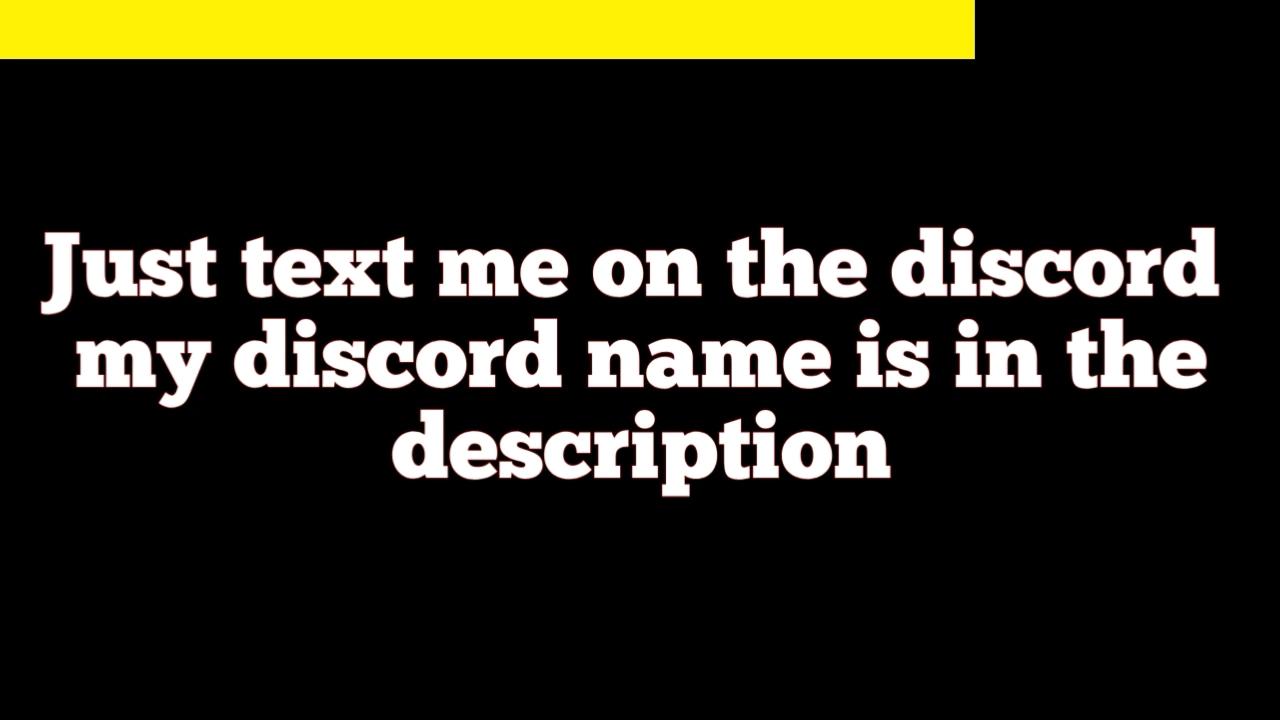 Just text me on the discord
my discord name is in the
description